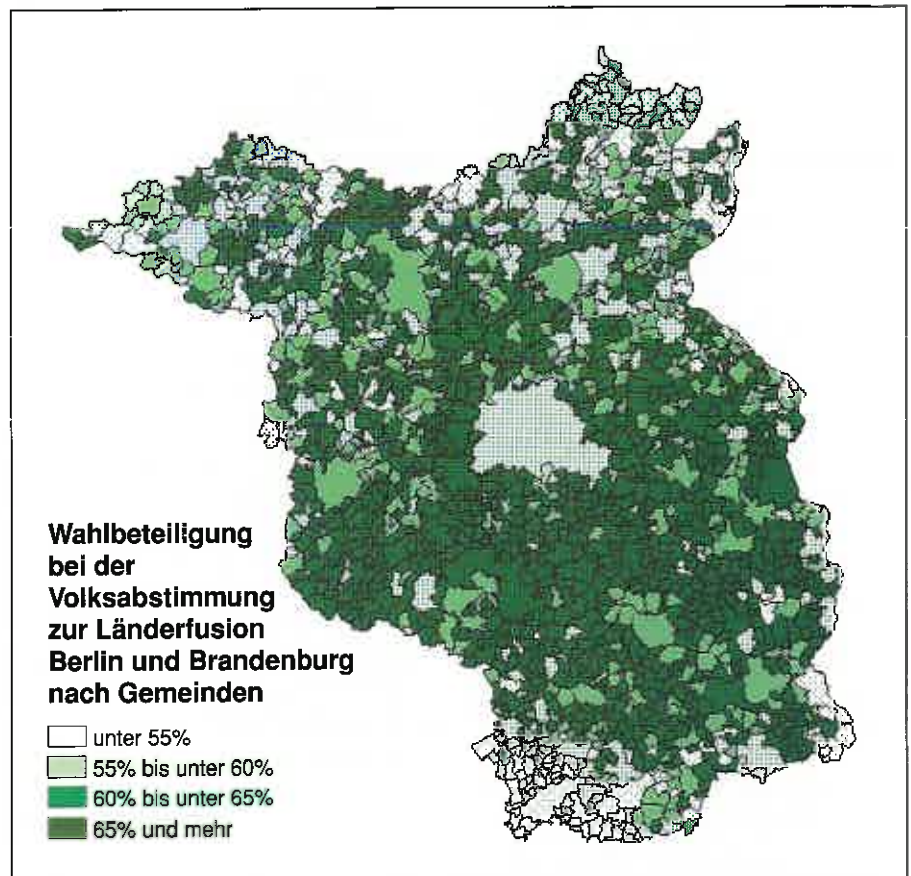 Wahlbeteiligung
bei der
Volksabstimmung
zur Länderfusion
Berlin und Brandenburg
nach Gemeinden
unter 55%
55% bis unter 60%
60% bis unter 65%
65% und mehr